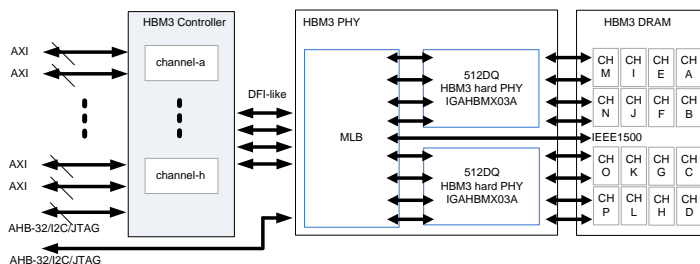 HBM3 Controller
HBM3 PHY
HBM3 DRAM
AXI
AXI
AXI
AXI
AHB-32/I2C/JTAG
AHB-32/I2C/JTAG
channel-a
channel-h
DFI-like
MLB
512DQ
HBM3 hard PHY
IGAHBMX03A
512DQ
HBM3 hard PHY
IGAHBMX03A
CH M
CH I
CH E
CH A
CH N
CH J
CH F
CH B
IEEE1500
CH O
CH K
CH G
CH C
CH P
CH L
CH H
CH D